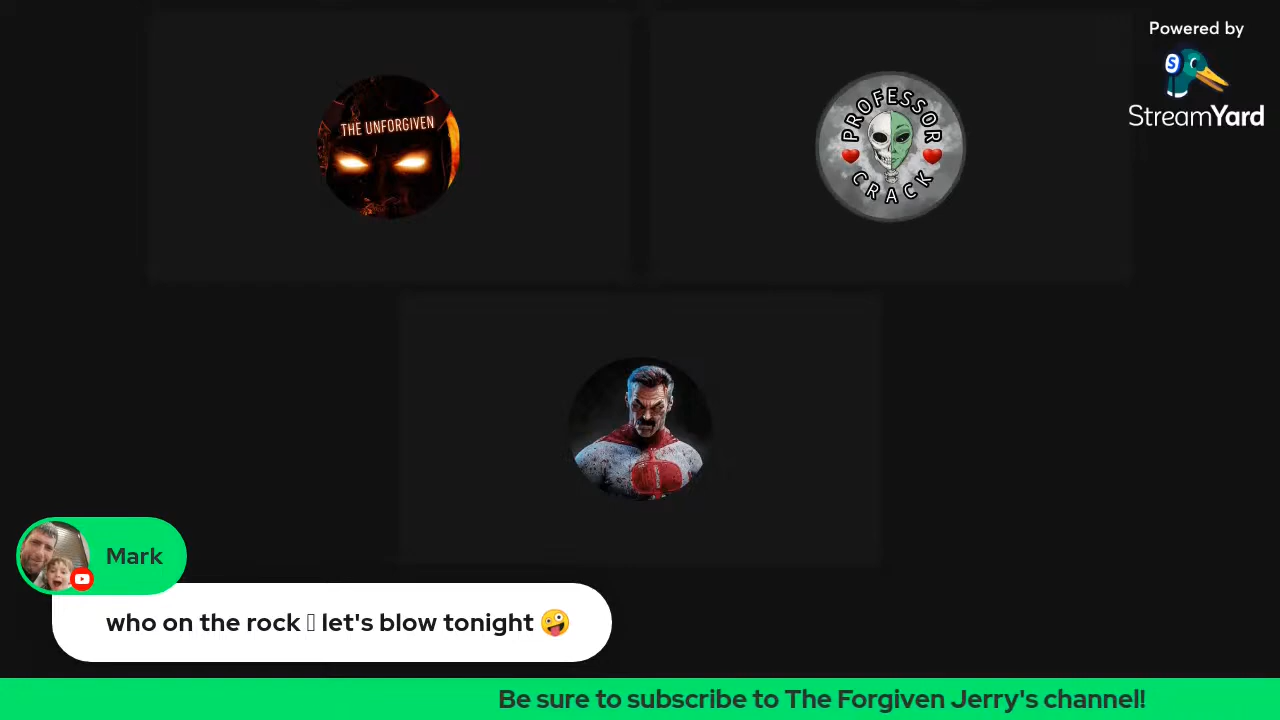 Powered by
S
StreamYard
THE UNFORGIVEN
PROFESSOR
CRACK
Mark
who on the rock ▯ let's blow tonight 🤪
Be sure to subscribe to The Forgiven Jerry's channel!